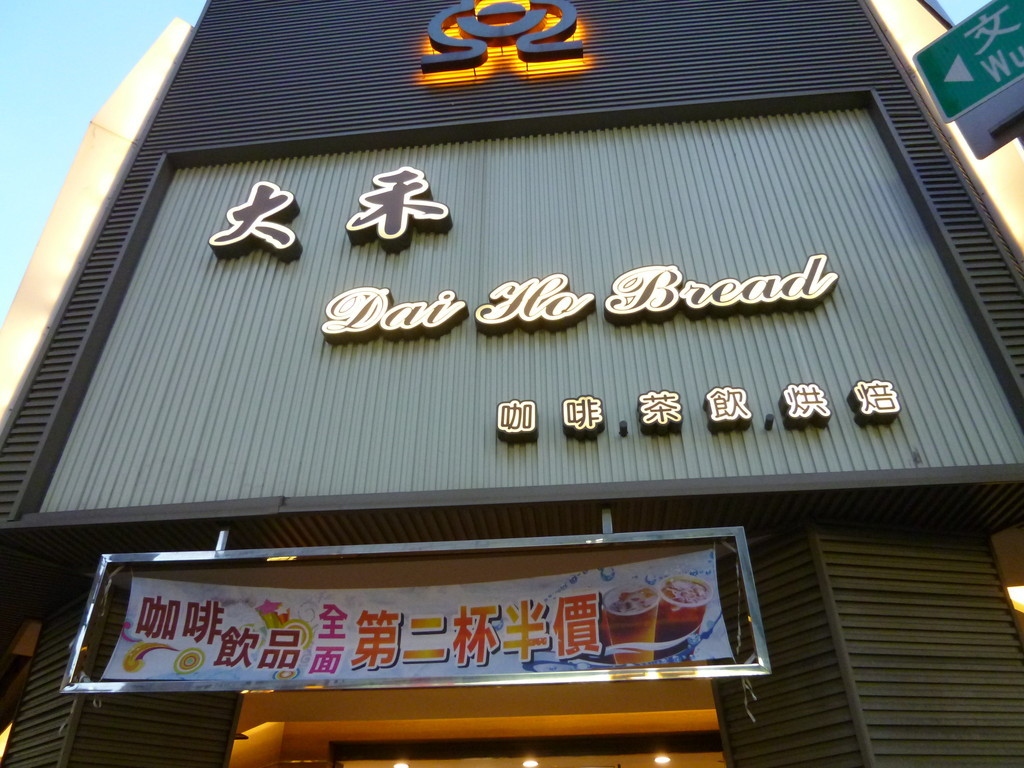 文
Wu
大禾
Dai Ho Bread
咖啡.茶飲.烘焙
咖啡飲品全面第二杯半價